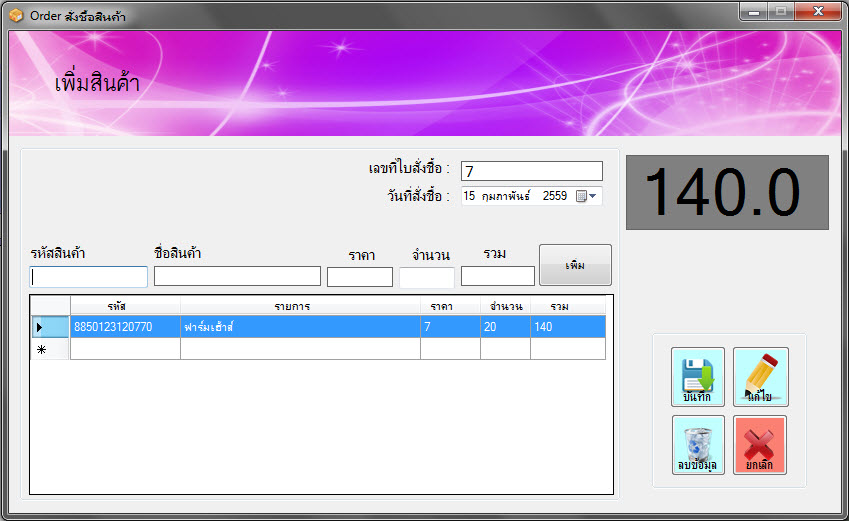 Order สั่งซื้อสินค้า
เพิ่มสินค้า
เลขที่ใบสั่งซื้อ : 7
วันที่สั่งซื้อ : 15 กุมภาพันธ์ 2559
140.0
รหัสสินค้า ชื่อสินค้า ราคา จำนวน รวม
เพิ่ม
รหัส รายการ ราคา จำนวน รวม
8850123120770 ฟาร์มเฮ้าส์ 7 20 140
บันทึก แก้ไข
ลบข้อมูล ยกเลิก